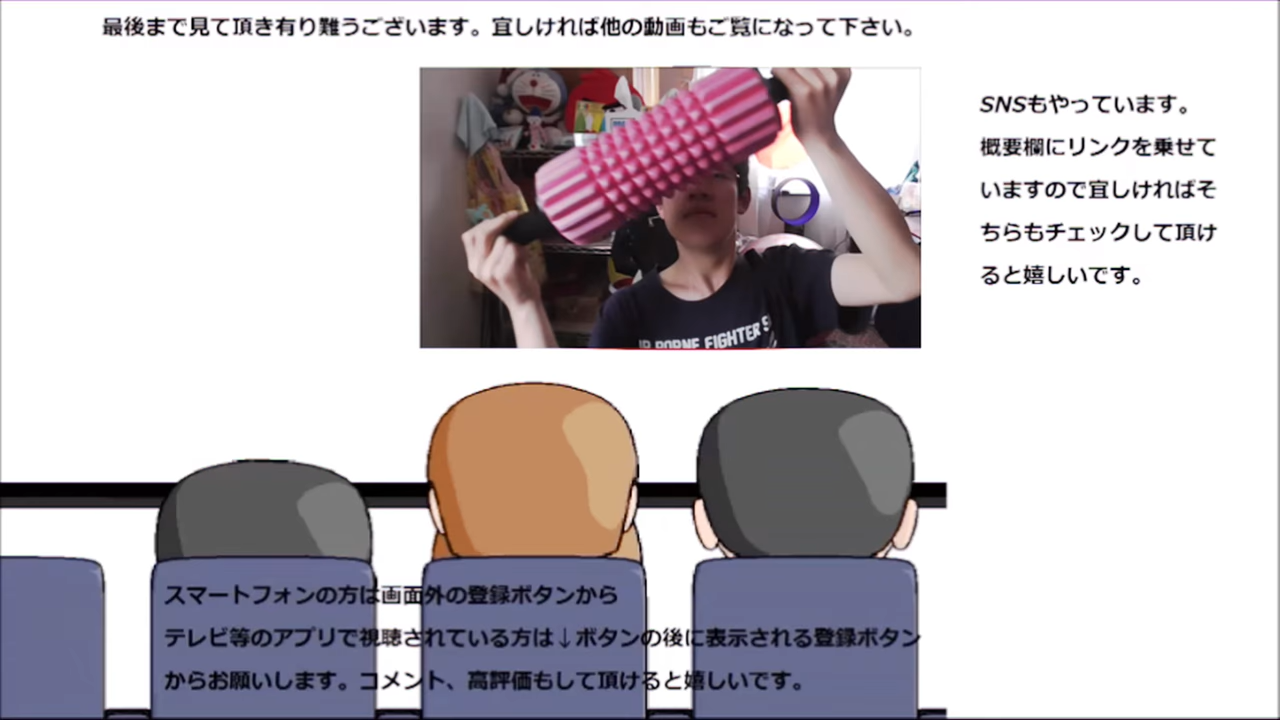 最後まで見て頂き有り難うございます。宜しければ他の動画もご覧になって下さい。
SNSもやっています。
概要欄にリンクを乗せて
いますので宜しければそ
ちらもチェックして頂け
ると嬉しいです。
FIGHTER
スマートフォンの方は画面外の登録ボタンから
テレビ等のアプリで視聴されている方は↓ボタンの後に表示される登録ボタン
からお願いします。コメント、高評価もして頂けると嬉しいです。